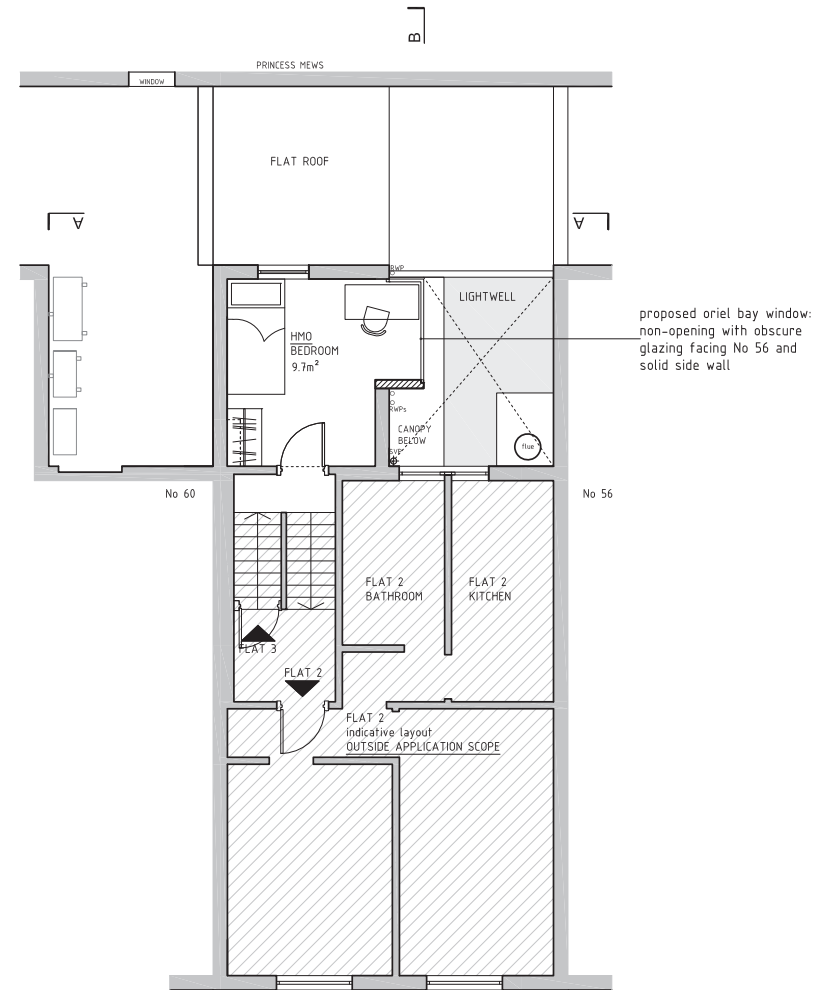 B
PRINCESS MEWS
WINDOW
FLAT ROOF
A
A
RWP
LIGHTWELL
proposed oriel bay window:
non-opening with obscure
glazing facing No 56 and
solid side wall
HMO
BEDROOM
9.7m²
RWPs
CANOPY
BELOW
SVP
flue
No 60
No 56
FLAT 2
BATHROOM
FLAT 2
KITCHEN
FLAT 3
FLAT 2
FLAT 2
indicative layout
OUTSIDE APPLICATION SCOPE